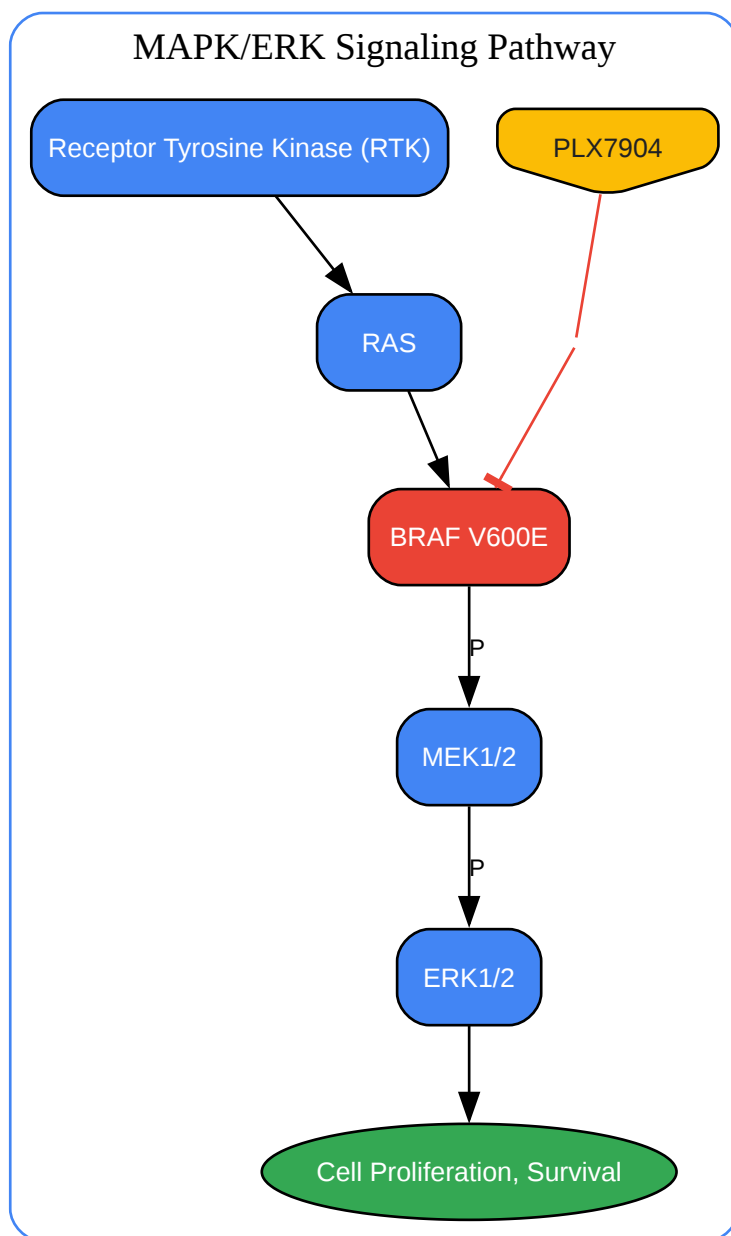 MAPK/ERK Signaling Pathway
Receptor Tyrosine Kinase (RTK)
PLX7904
RAS
BRAF V600E
P
MEK1/2
P
ERK1/2
Cell Proliferation, Survival